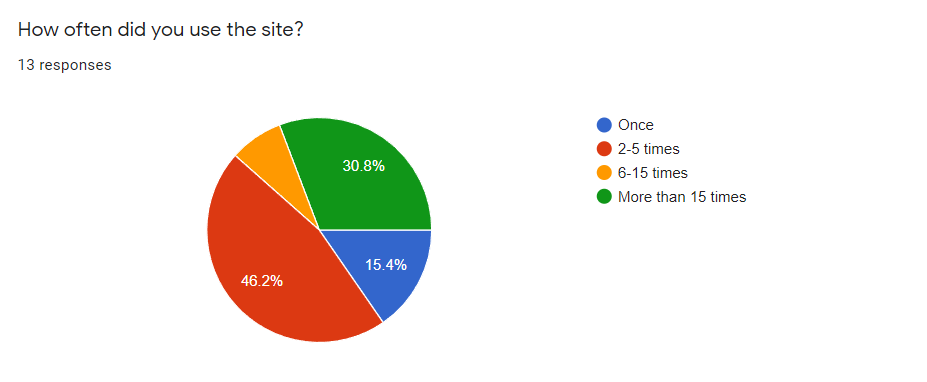 How often did you use the site?
13 responses
Once
2-5 times
6-15 times
More than 15 times
30.8%
15.4%
46.2%